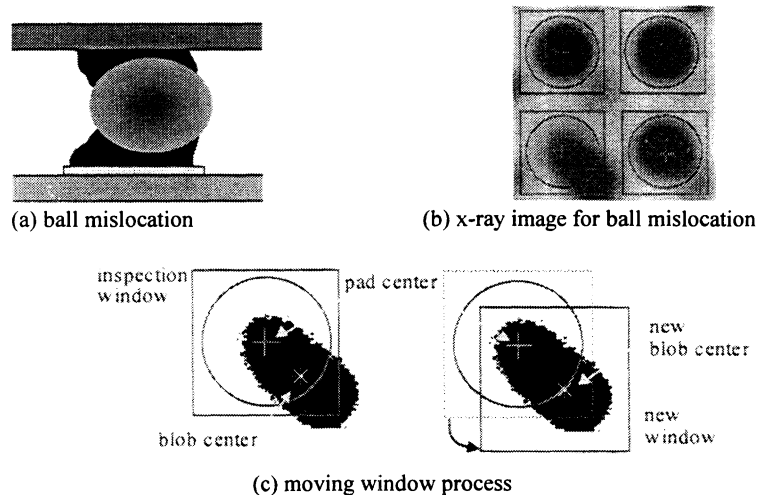 (a) ball mislocation
(b) x-ray image for ball mislocation
inspection
window
pad center
blob center
new
blob center
new
window
(c) moving window process